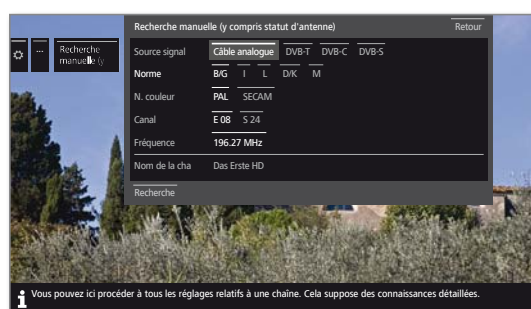 Recherche manuelle (y compris statut d'antenne) Retour
...
Recherche
manuelle (y
Source signal Câble analogue DVB-T DVB-C DVB-S
Norme B/G I L D/K M
N. couleur PAL SECAM
Canal E 08 S 24
Fréquence 196.27 MHz
Nom de la cha Das Erste HD
Recherche
i Vous pouvez ici procéder à tous les réglages relatifs à une chaîne. Cela suppose des connaissances détaillées.